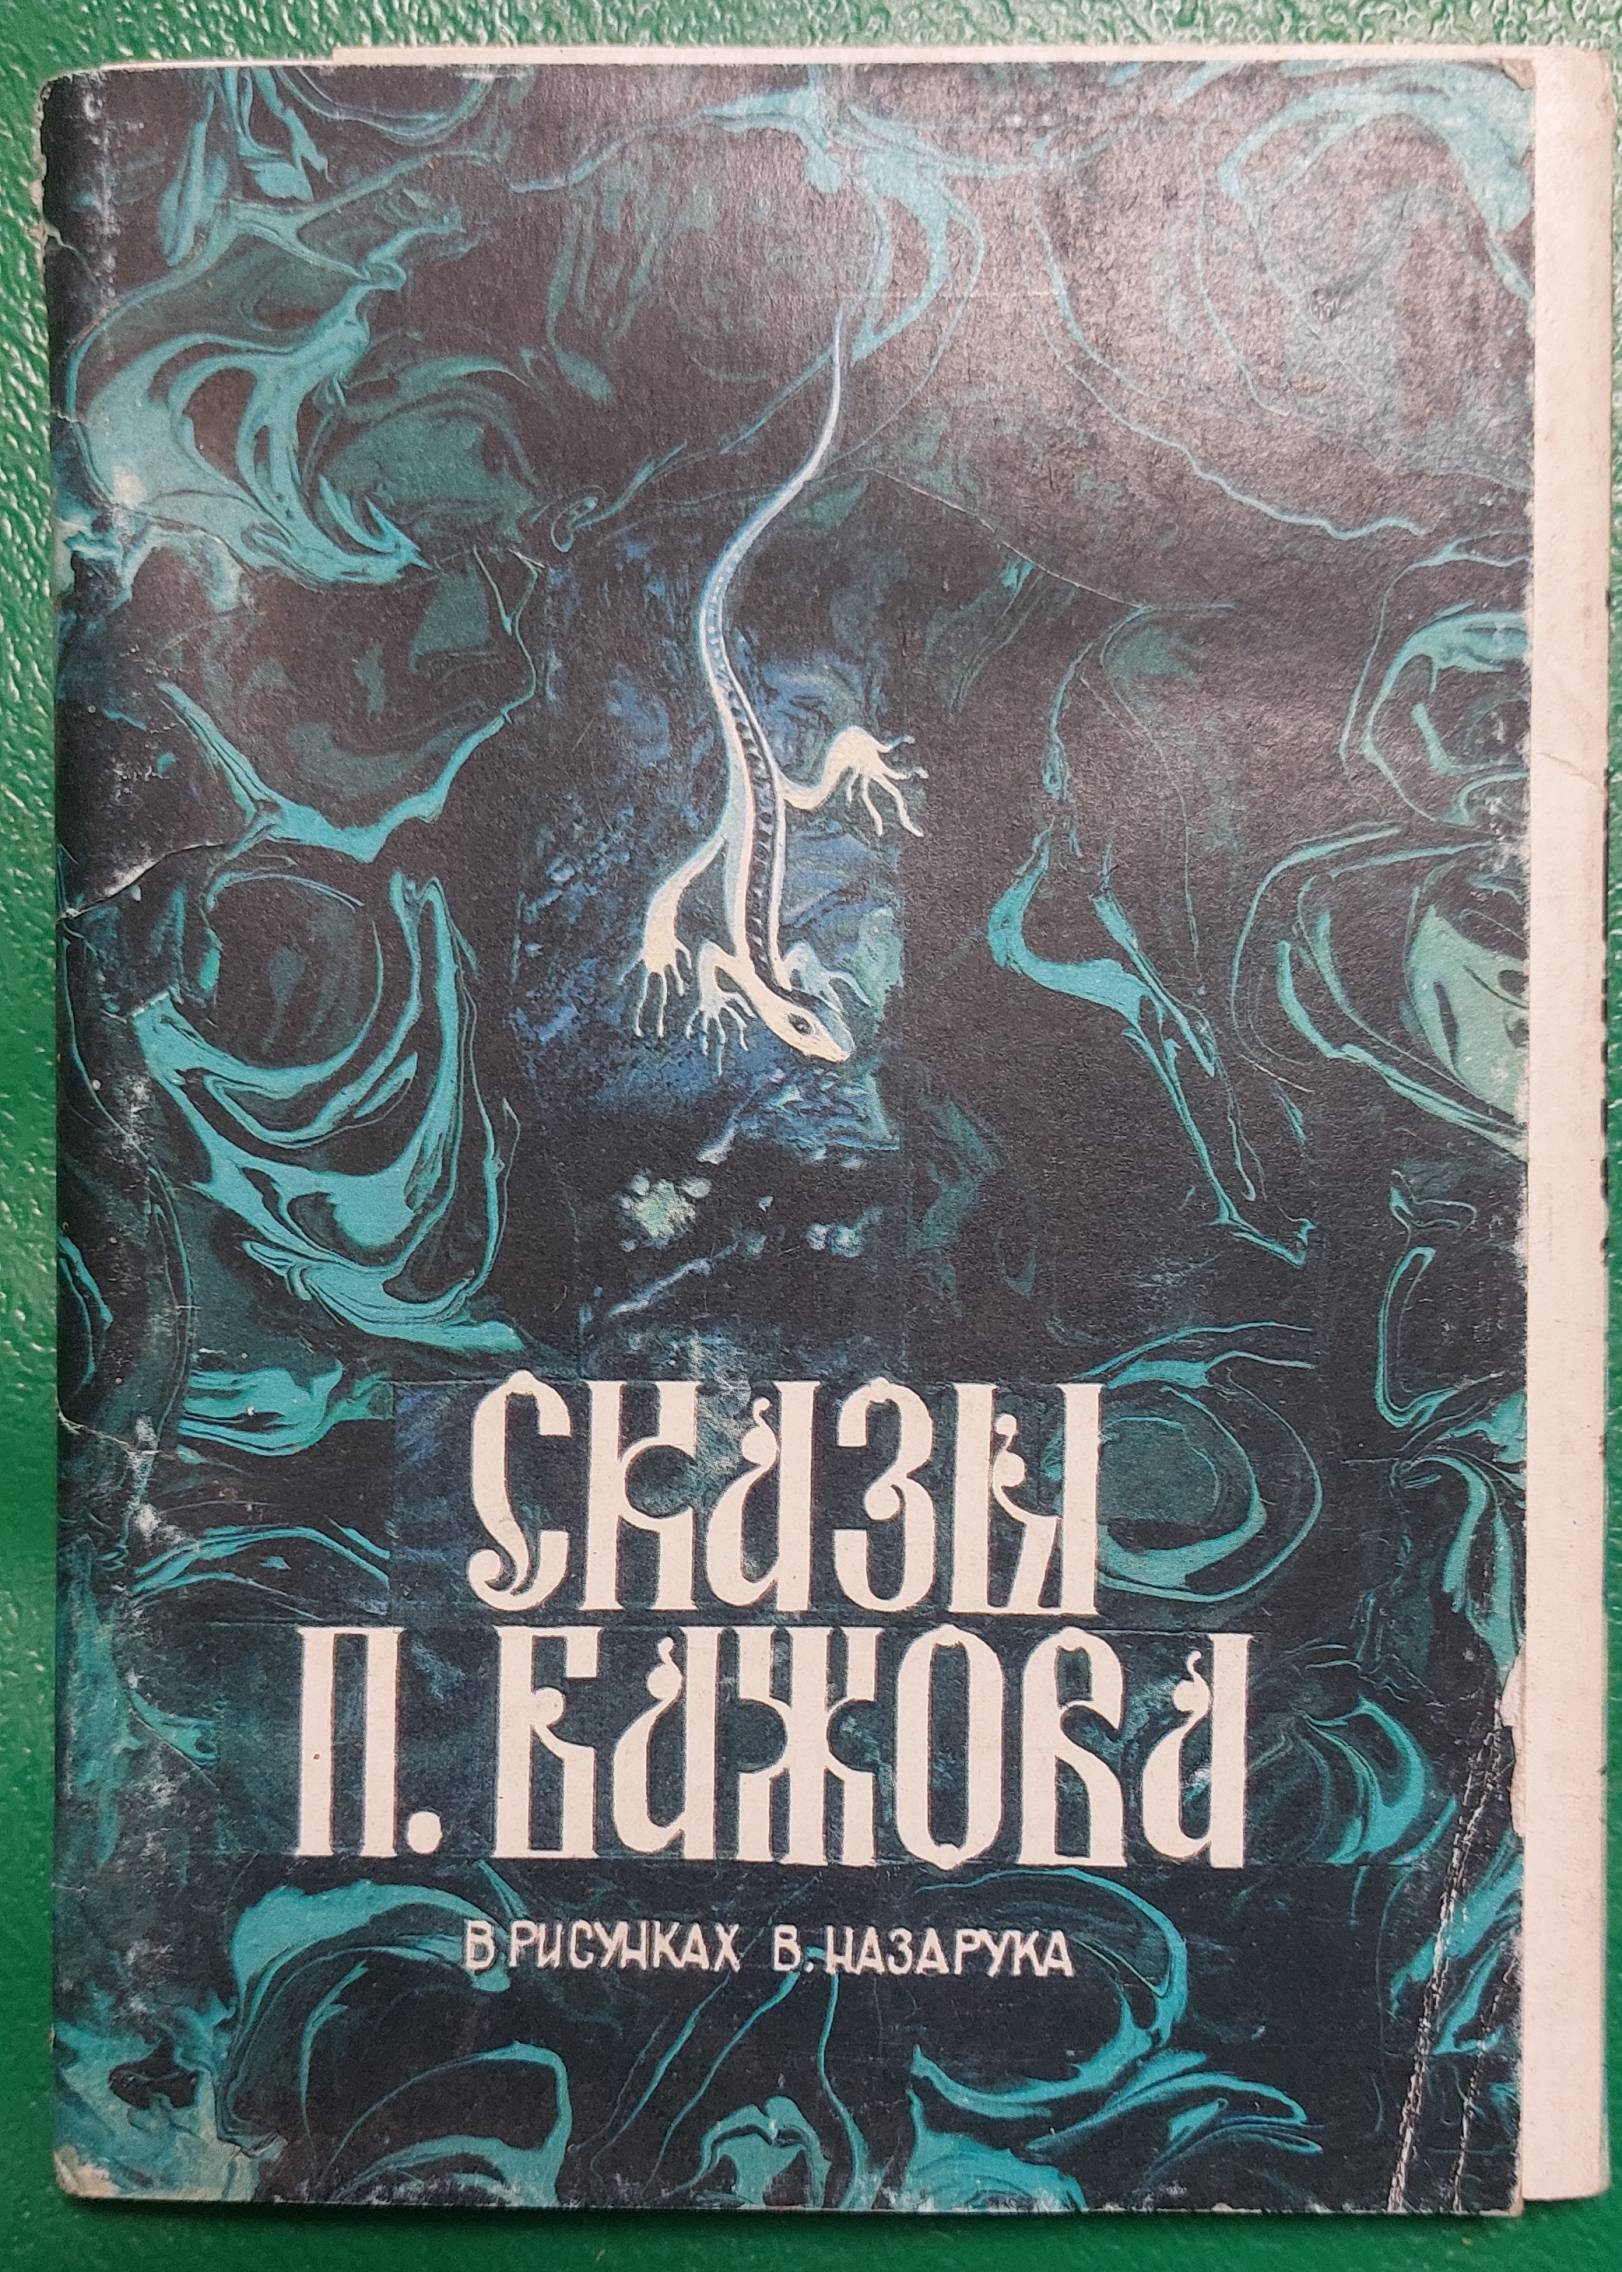 СКАЗЫ
П. БАЖОВА
В РИСУНКАХ В. НАЗАРУКА